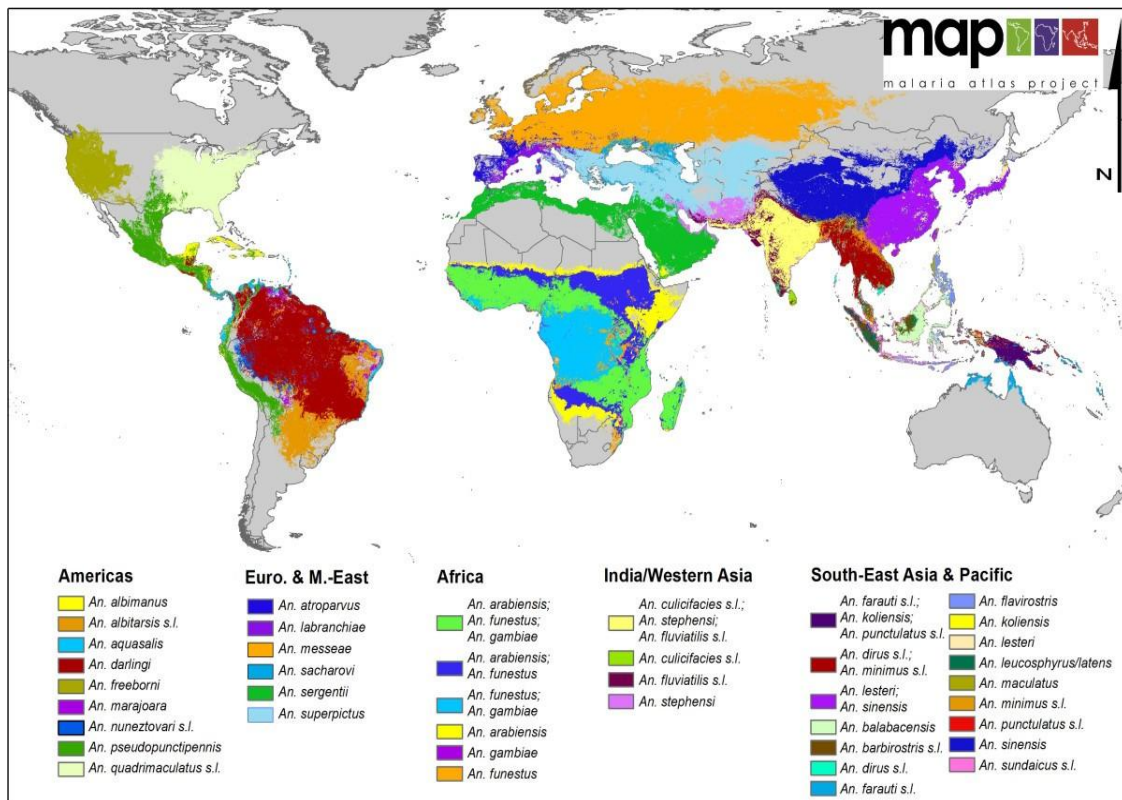 map
malaria atlas project
N
Americas
An. albimanus
An. albitarsis s.l.
An. aquasalis
An. darlingi
An. freeborni
An. marajoara
An. nuneztovari s.l.
An. pseudopunctipennis
An. quadrimaculatus s.l.
Euro. & M.-East
An. atroparvus
An. labranchiae
An. messeae
An. sacharovi
An. sergentii
An. superpictus
Africa
An. arabiensis;
An. funestus;
An. gambiae
An. arabiensis;
An. funestus
An. funestus;
An. gambiae
An. arabiensis
An. gambiae
An. funestus
India/Western Asia
An. culicifacies s.l.;
An. stephensi;
An. fluviatilis s.l.
An. culicifacies s.l.
An. fluviatilis s.l.
An. stephensi
South-East Asia & Pacific
An. farauti s.l.;
An. koliensis;
An. punctulatus s.l.
An. dirus s.l.;
An. minimus s.l.
An. lesteri;
An. sinensis
An. balabacensis
An. barbirostris s.l.
An. dirus s.l.
An. farauti s.l.
An. flavirostris
An. koliensis
An. lesteri
An. leucosphyrus/latens
An. maculatus
An. minimus s.l.
An. punctulatus s.l.
An. sinensis
An. sundaicus s.l.